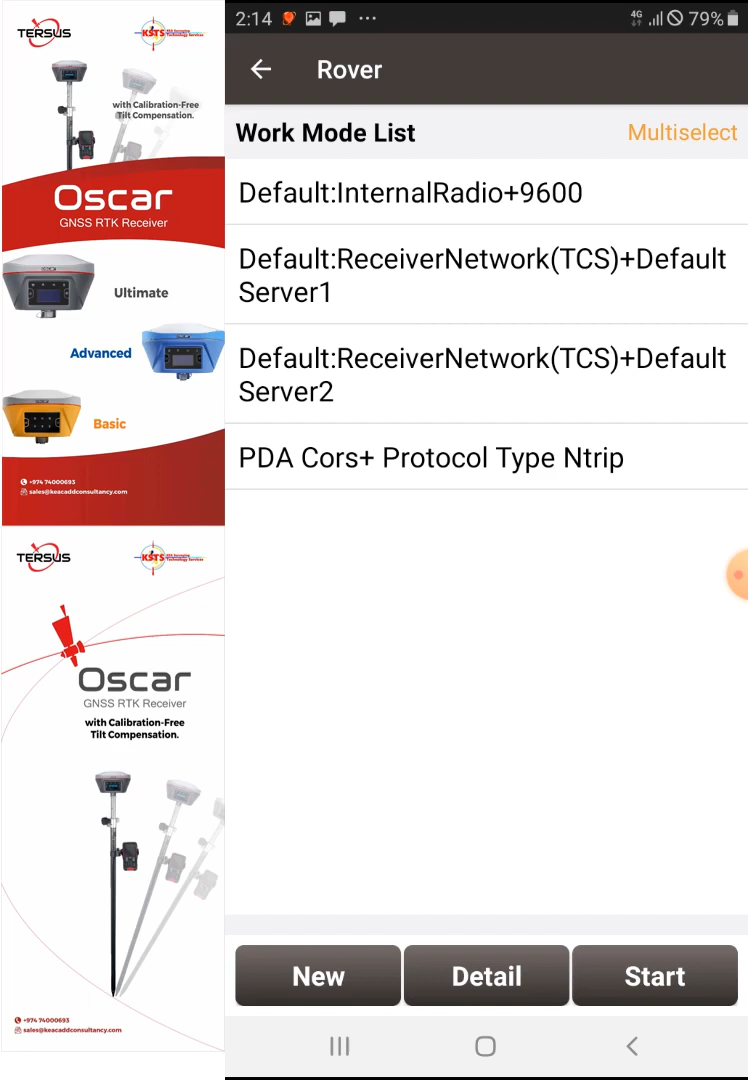 TERSUS
KSTS
with Calibration-Free
Tilt Compensation.
Oscar
GNSS RTK Receiver
Ultimate
Advanced
Basic
+974 74000693
sales@keacaddconsultancy.com
TERSUS
KSTS
Oscar
GNSS RTK Receiver
with Calibration-Free
Tilt Compensation.
+974 74000693
sales@keacaddconsultancy.com
2:14
4G
79%
Rover
Work Mode List
Multiselect
Default:InternalRadio+9600
Default:ReceiverNetwork(TCS)+Default
Server1
Default:ReceiverNetwork(TCS)+Default
Server2
PDA Cors+ Protocol Type Ntrip
New
Detail
Start